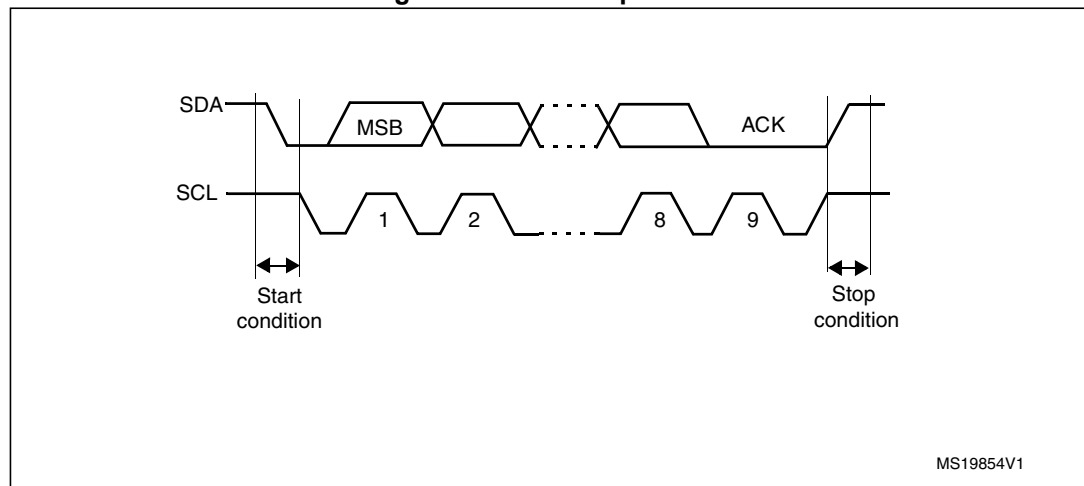 SDA
MSB
ACK
SCL
1
2
8
9
Start
condition
Stop
condition
MS19854V1